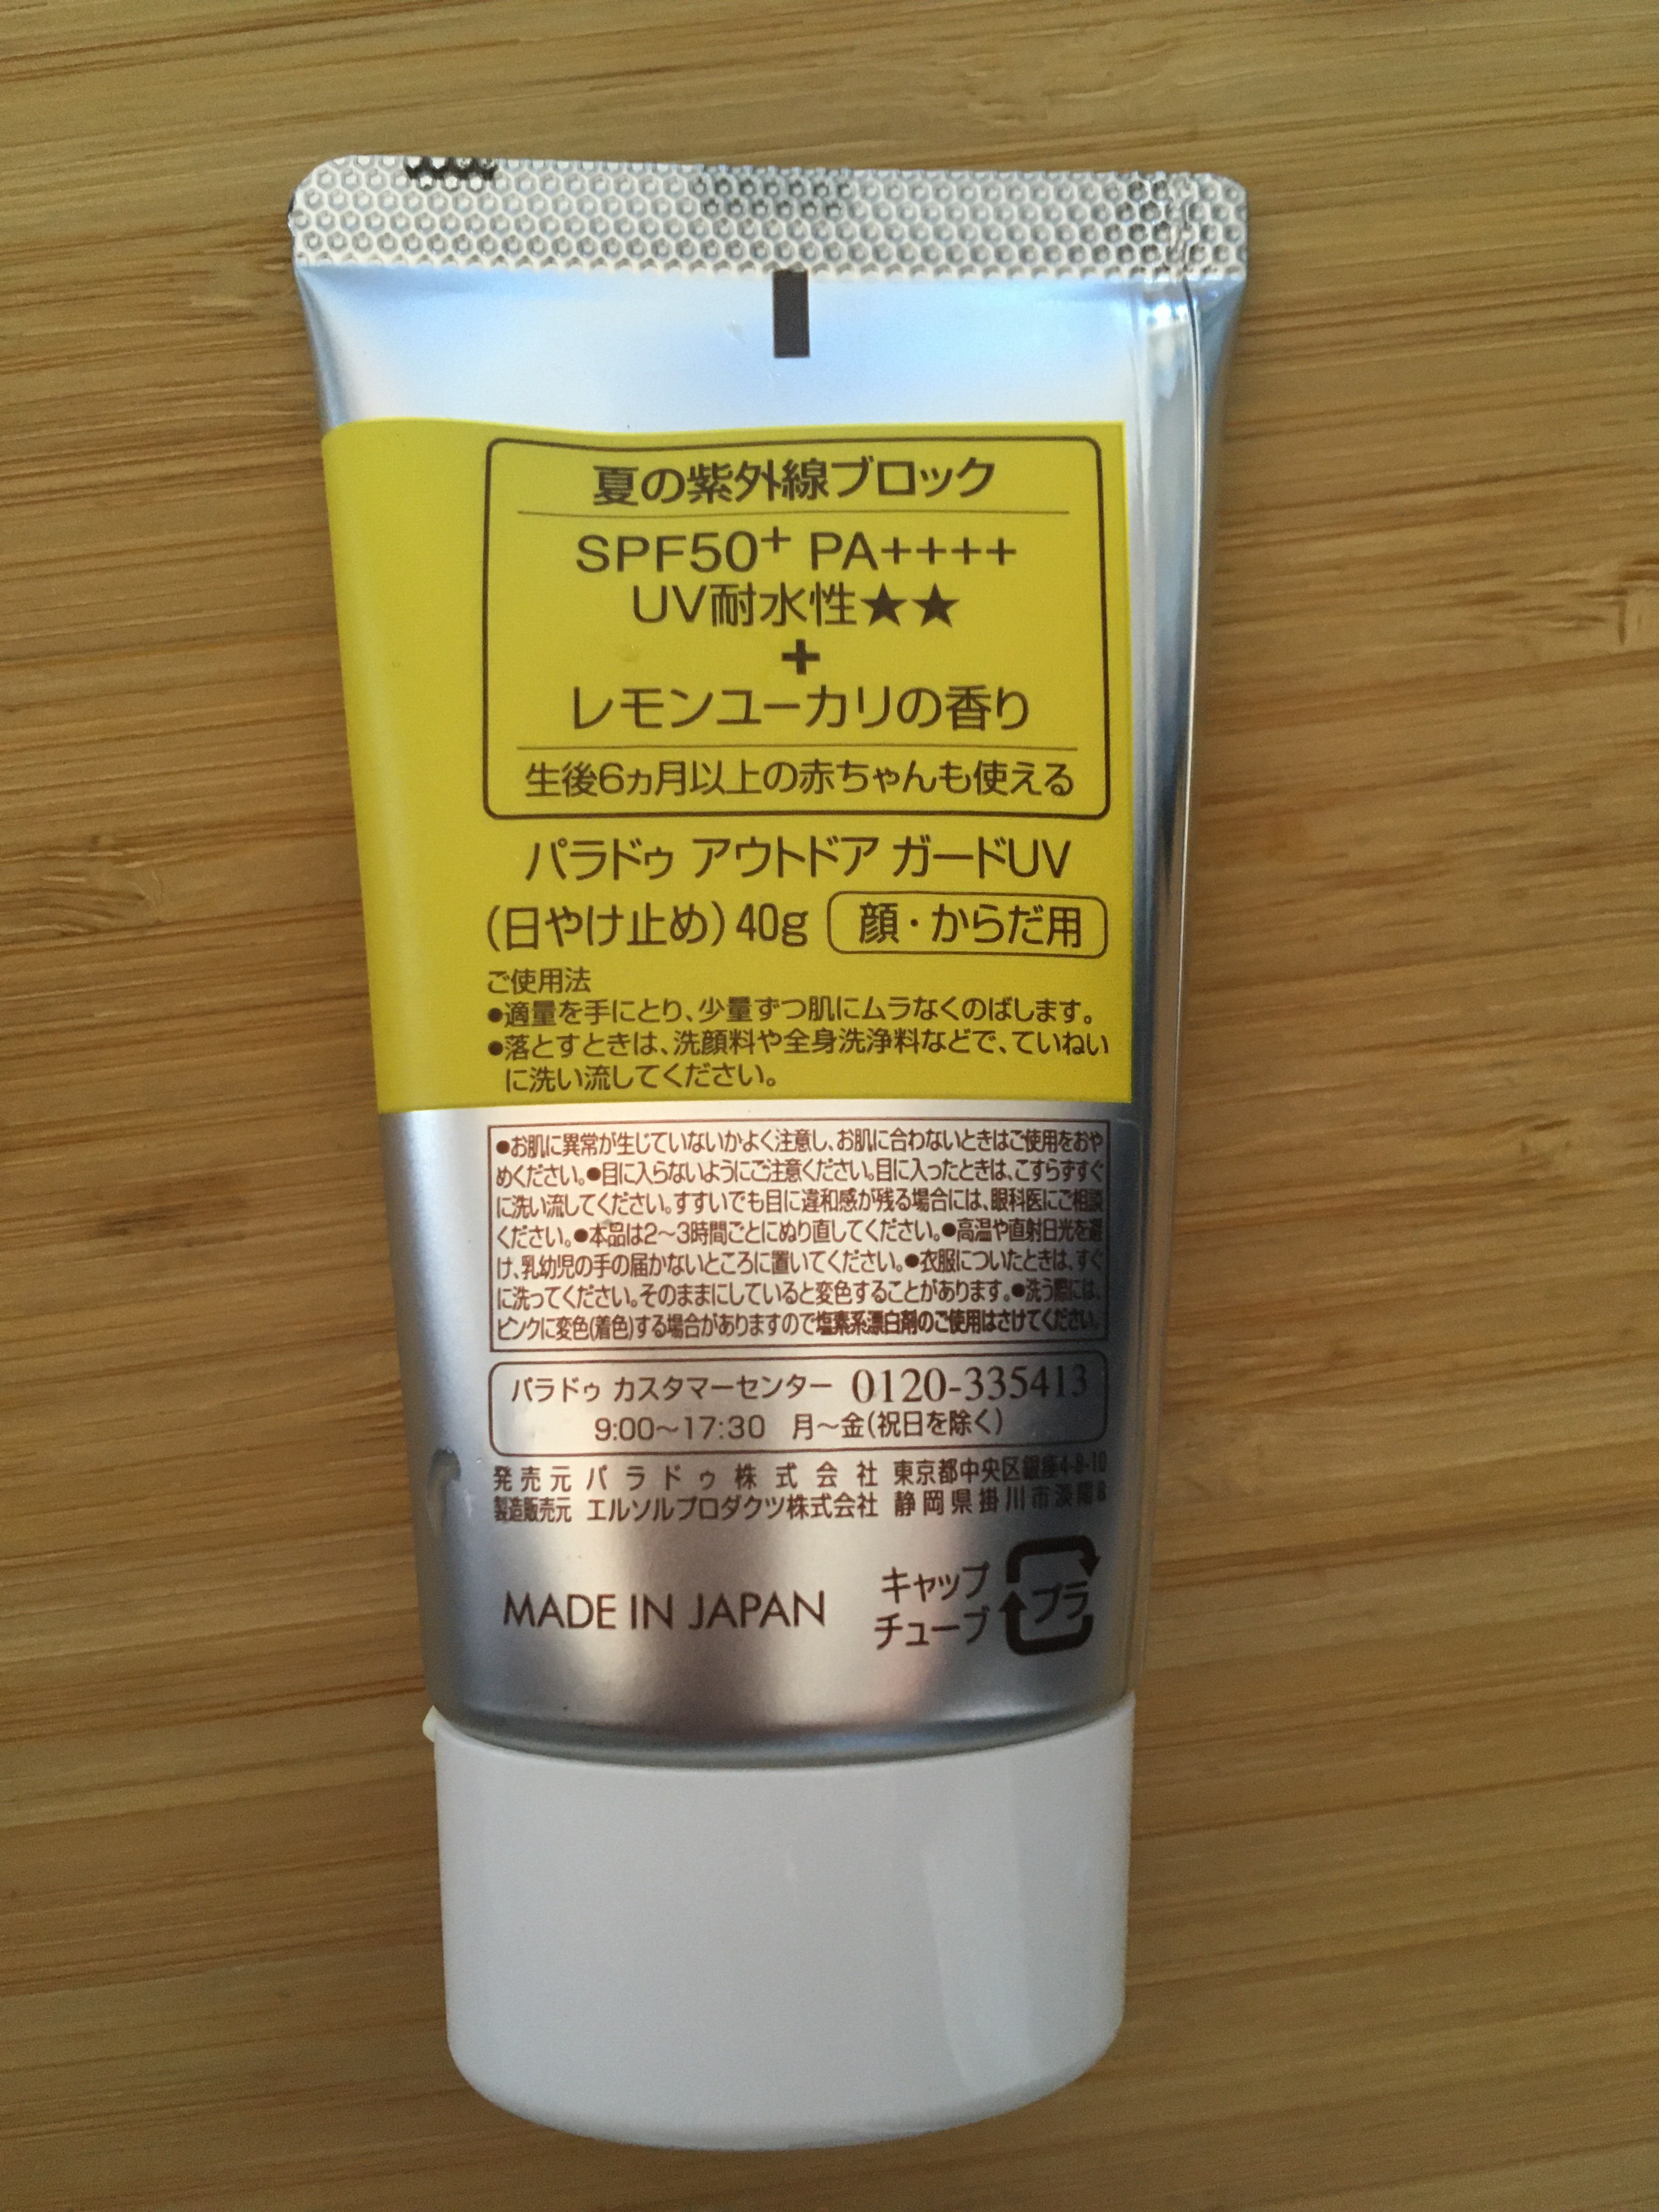 夏の紫外線ブロック
SPF50+ PA++++
UV耐水性★★
+
レモンユーカリの香り
生後6ヵ月以上の赤ちゃんも使える
パラドゥ アウトドア ガードUV
(日やけ止め)40g 顔・からだ用
ご使用法
●適量を手にとり、少量ずつ肌にムラなくのばします。
●落とすときは、洗顔料や全身洗浄料などで、ていねい
に洗い流してください。
●お肌に異常が生じていないかよく注意し、お肌に合わないときはご使用をおや
めください。●目に入らないようにご注意ください。目に入ったときは、こすらずすぐ
に洗い流してください。すすいでも目に違和感が残る場合には、眼科医にご相談
ください。●本品は2〜3時間ごとにぬり直してください。●高温や直射日光を避
け、乳幼児の手の届かないところに置いてください。●衣服についたときは、すぐ
に洗ってください。そのままにしていると変色することがあります。●洗う際には、
ピンクに変色(着色)する場合がありますので塩素系漂白剤のご使用はさけてください。
パラドゥ カスタマーセンター 0120-335413
9:00〜17:30 月〜金(祝日を除く)
発売元 パラドゥ株式会社 東京都中央区銀座4-8-10
製造販売元 エルソルプロダクツ株式会社 静岡県掛川市淡陽8
MADE IN JAPAN
キャップ
チューブ
プラ